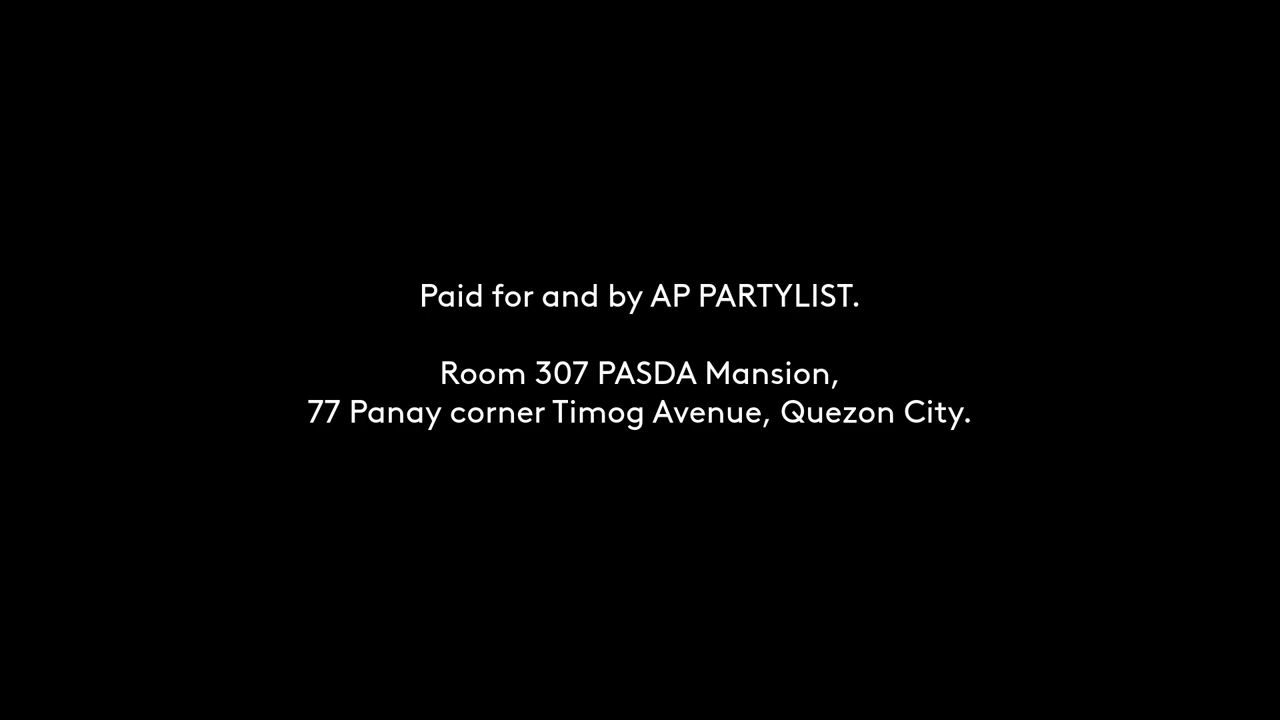 Paid for and by AP PARTYLIST.
Room 307 PASDA Mansion,
77 Panay corner Timog Avenue, Quezon City.